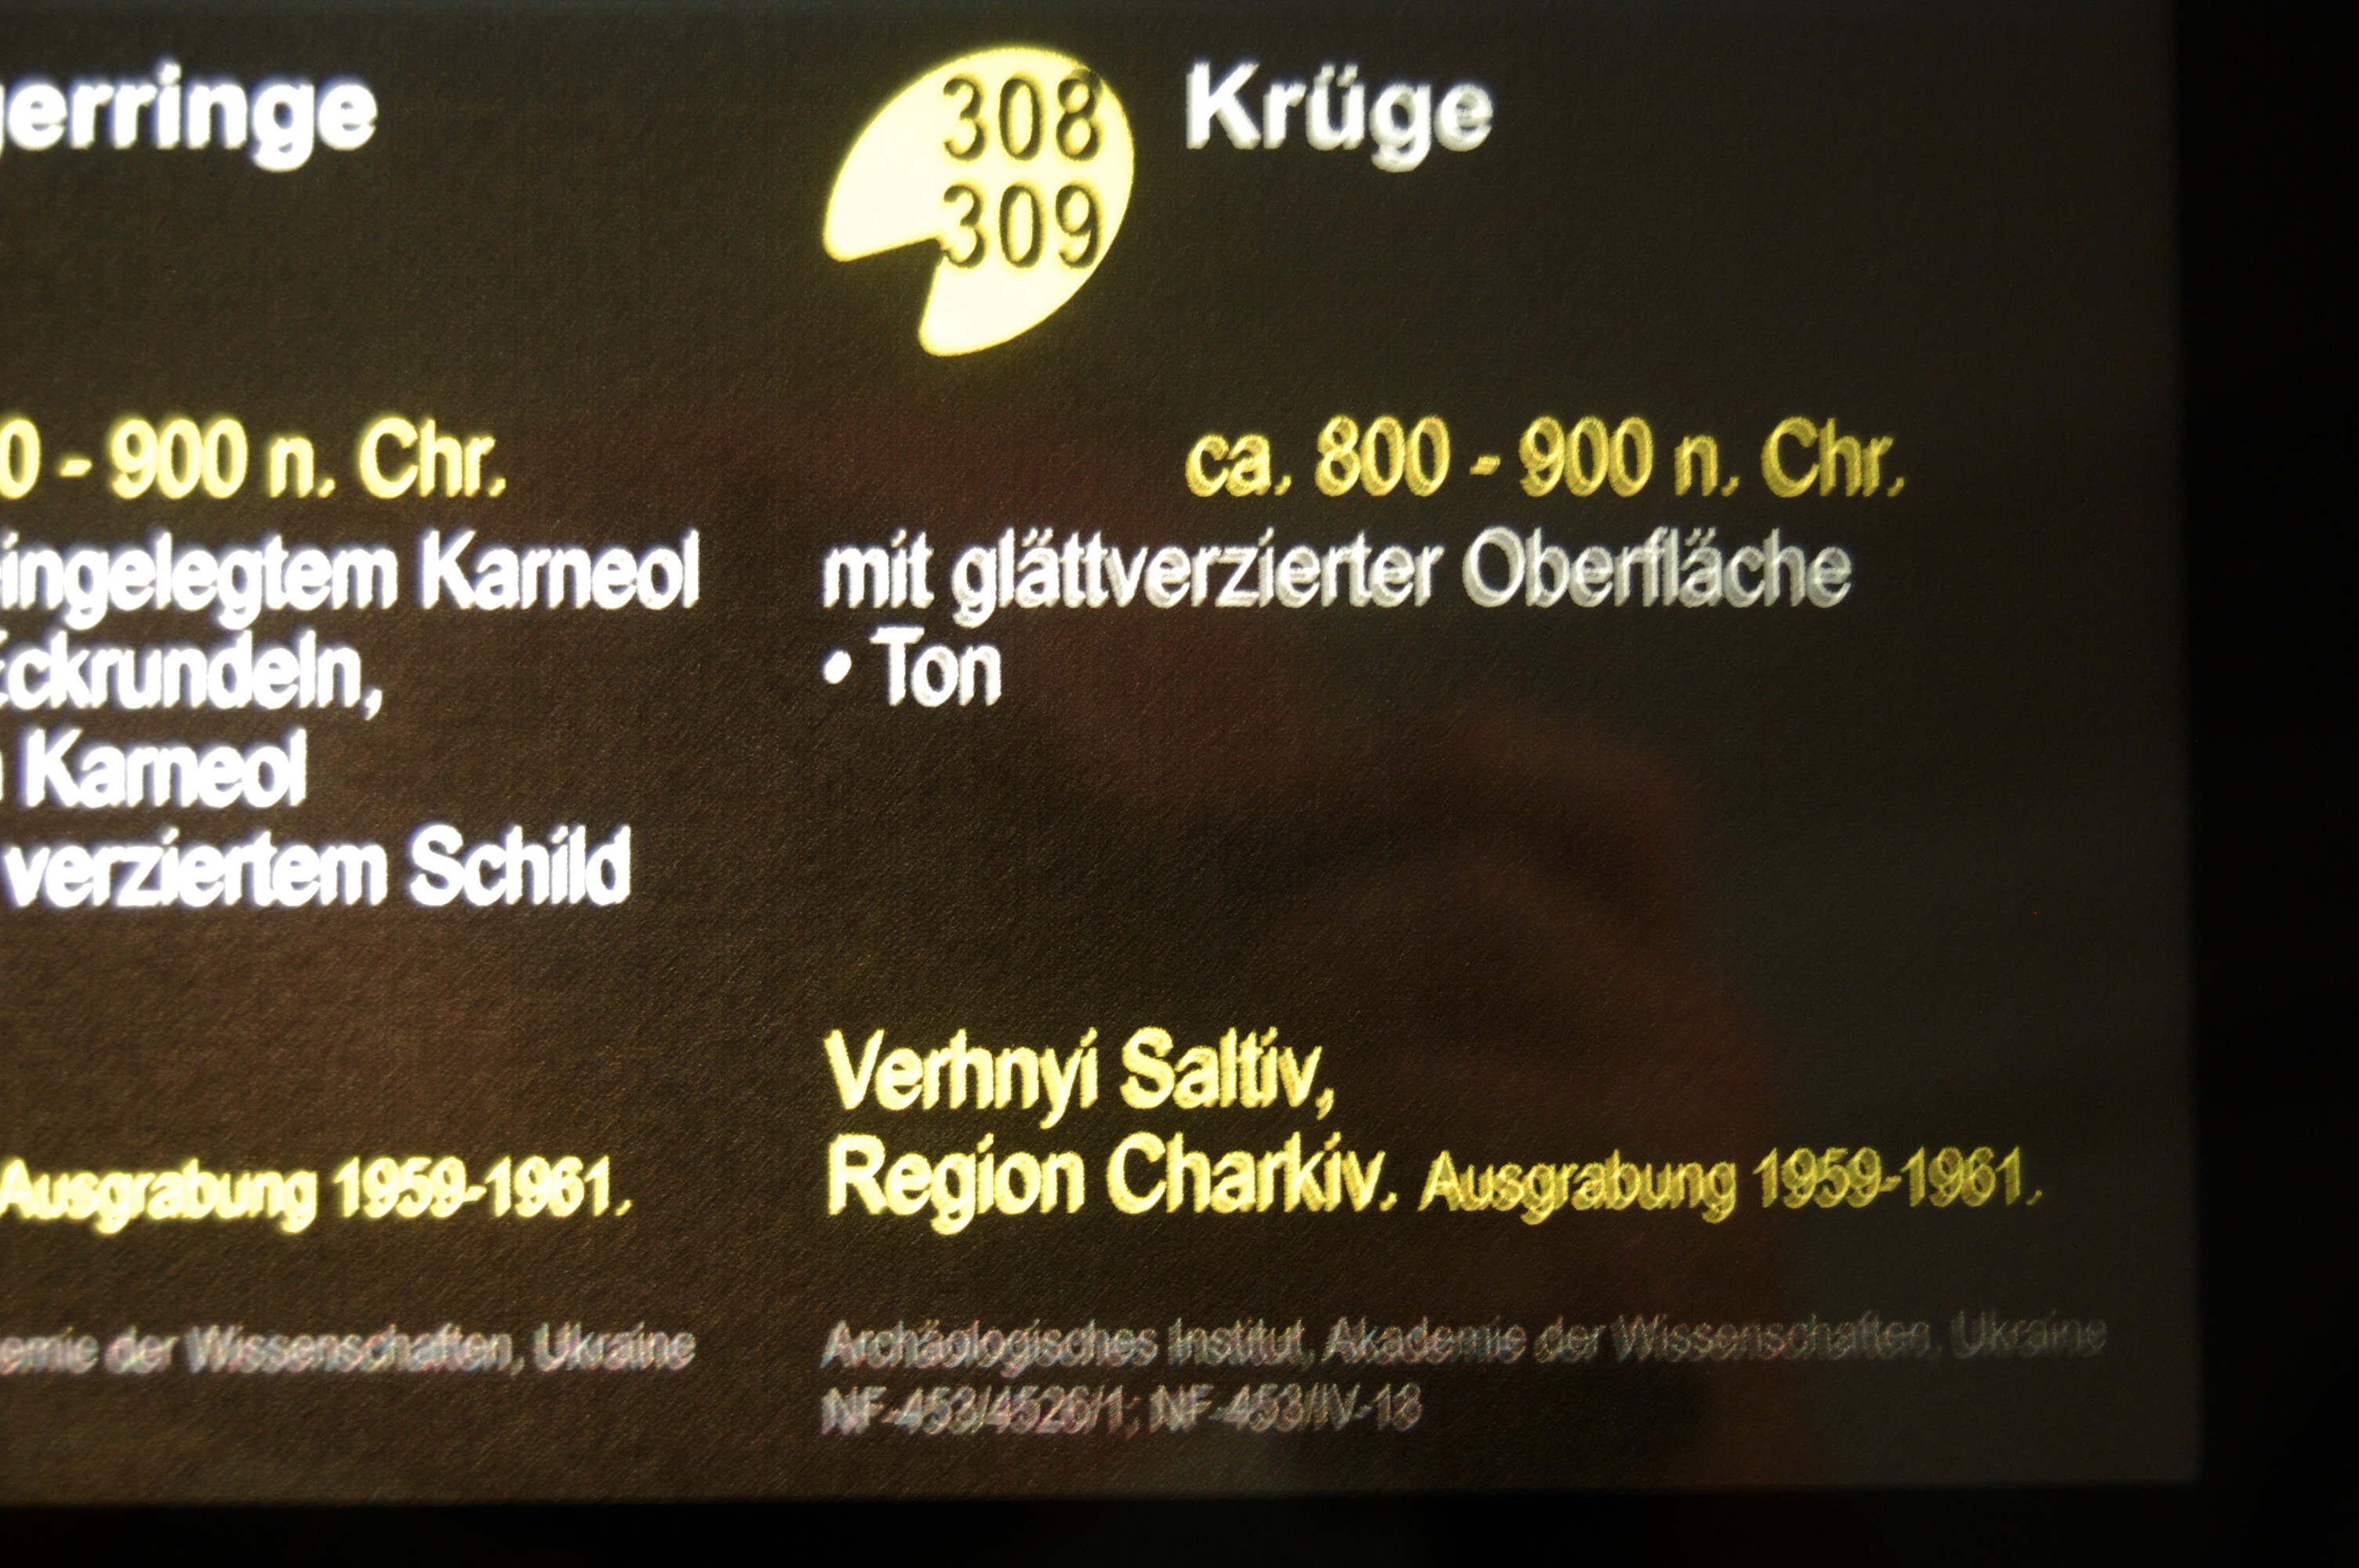 gerringe
0 - 900 n. Chr.
eingelegtem Karneol
Eckrundeln,
Karneol
verziertem Schild
Ausgrabung 1959-1961.
emie der Wissenschaften, Ukraine
308
309
Krüge
ca. 800 - 900 n. Chr.
mit glättverzierter Oberfläche
• Ton
Verhnyi Saltiv,
Region Charkiv. Ausgrabung 1959-1961.
Archäologisches Institut, Akademie der Wissenschaften, Ukraine
NF-453/4526/1; NF-453/IV-18